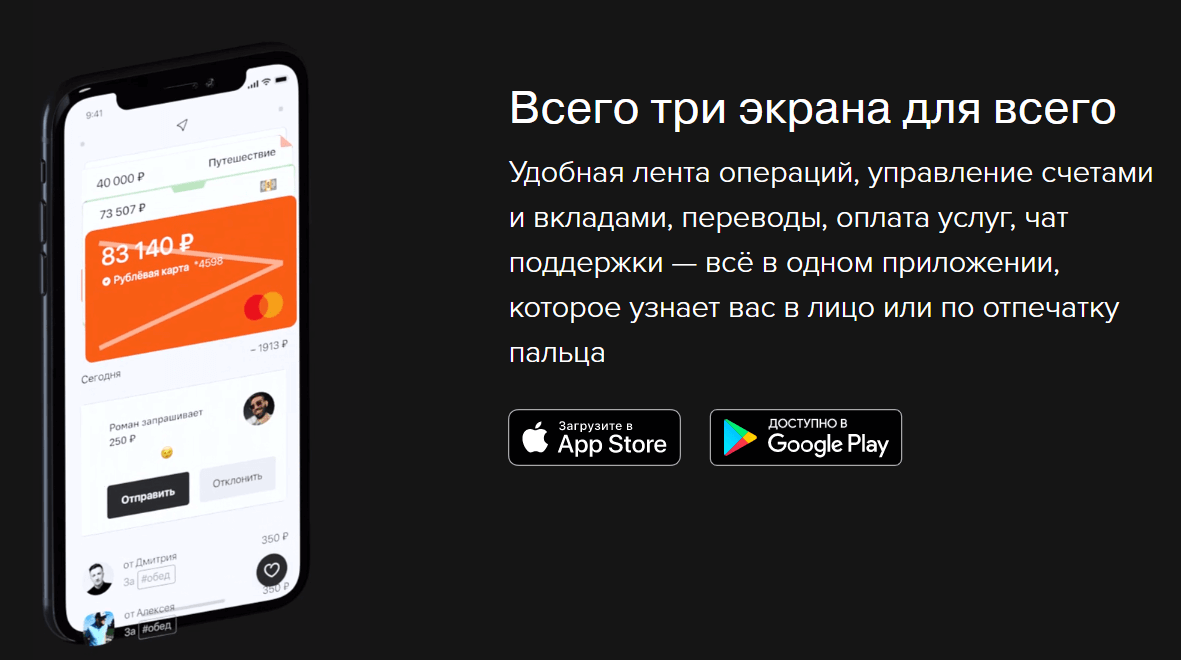 Всего три экрана для всего
Удобная лента операций, управление счетами
и вкладами, переводы, оплата услуг, чат
поддержки — всё в одном приложении,
которое узнает вас в лицо или по отпечатку
пальца
Загрузите в
App Store
ДОСТУПНО В
Google Play
9:41
Путешествие
40 000 ₽
73 507 ₽
83 140 ₽
Рублёвая карта *4598
– 1913 ₽
Сегодня
Роман запрашивает
250 ₽
Отправить
Отклонить
350 ₽
от Дмитрия
За #обед
350 ₽
от Алексея
За #обед